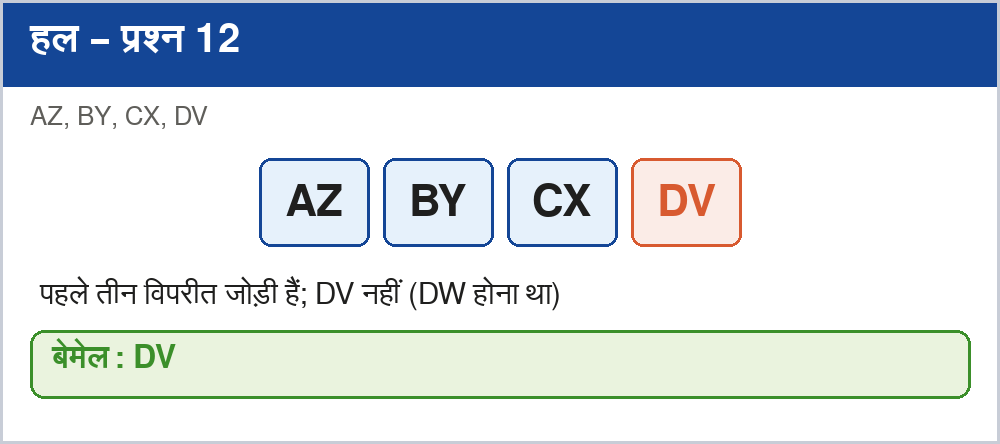 हल – प्रश्न 12
AZ, BY, CX, DV
AZ BY CX DV
पहले तीन विपरीत जोड़ी हैं; DV नहीं (DW होना था)
बेमेल : DV